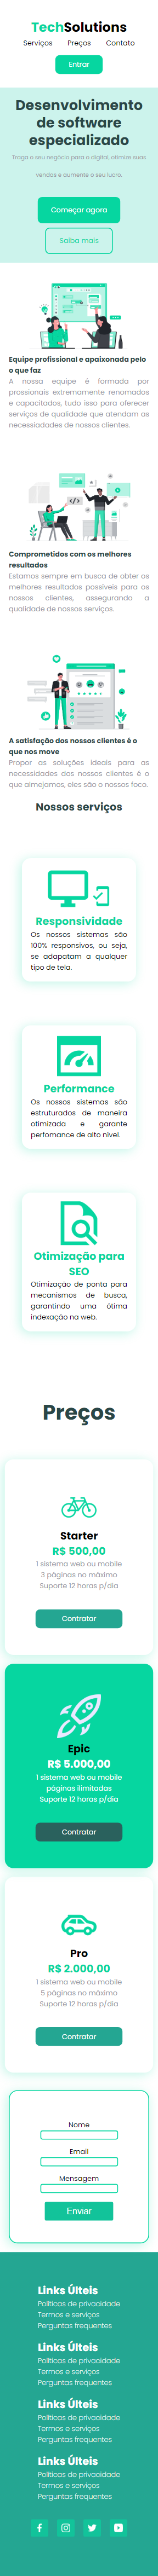 TechSolutions
Serviços Preços Contato
Entrar
Desenvolvimento
de software
especializado
Traga o seu negócio para o digital, otimize suas
vendas e aumente o seu lucro.
Começar agora
Saiba mais
Equipe profissional e apaixonada pelo
o que faz
A nossa equipe é formada por
prossionais extremamente renomados
e capacitados, tudo isso para oferecer
serviços de qualidade que atendam as
necessidades de nossos clientes.
Comprometidos com os melhores
resultados
Estamos sempre em busca de obter os
melhores resultados possíveis para os
nossos clientes, assegurando a
qualidade de nossos serviços.
A satisfação dos nossos clientes é o
que nos move
Propor as soluções ideais para as
necessidades dos nossos clientes é o
que almejamos, eles são o nosso foco.
Nossos serviços
Responsividade
Os nossos sistemas são
100% responsivos, ou seja,
se adapatam a qualquer
tipo de tela.
Performance
Os nossos sistemas são
estruturados de maneira
otimizada e garante
perfomance de alto nível.
Otimização para
SEO
Otimização de ponta para
mecanismos de busca,
garantindo uma ótima
indexação na web.
Preços
Starter
R$ 500,00
1 sistema web ou mobile
3 páginas no máximo
Suporte 12 horas p/dia
Contratar
Epic
R$ 5.000,00
1 sistema web ou mobile
páginas ilimitadas
Suporte 12 horas p/dia
Contratar
Pro
R$ 2.000,00
1 sistema web ou mobile
5 páginas no máximo
Suporte 12 horas p/dia
Contratar
Nome
Email
Mensagem
Enviar
Links Últeis
Políticas de privacidade
Termos e serviços
Perguntas frequentes
Links Últeis
Políticas de privacidade
Termos e serviços
Perguntas frequentes
Links Últeis
Políticas de privacidade
Termos e serviços
Perguntas frequentes
Links Últeis
Políticas de privacidade
Termos e serviços
Perguntas frequentes